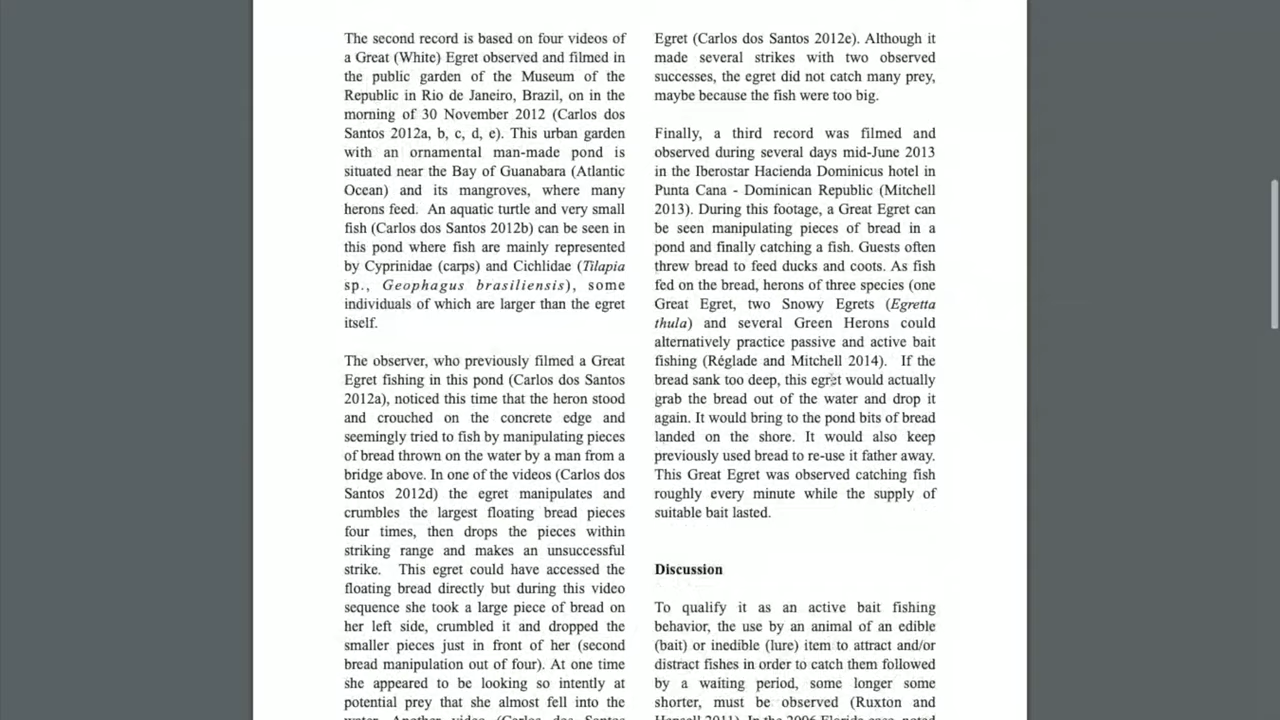 The second record is based on four videos of
a Great (White) Egret observed and filmed in
the public garden of the Museum of the
Republic in Rio de Janeiro, Brazil, on in the
morning of 30 November 2012 (Carlos dos
Santos 2012a, b, c, d, e). This urban garden
with an ornamental man-made pond is
situated near the Bay of Guanabara (Atlantic
Ocean) and its mangroves, where many
herons feed. An aquatic turtle and very small
fish (Carlos dos Santos 2012b) can be seen in
this pond where fish are mainly represented
by Cyprinidae (carps) and Cichlidae (Tilapia
sp., Geophagus brasiliensis), some
individuals of which are larger than the egret
itself.
The observer, who previously filmed a Great
Egret fishing in this pond (Carlos dos Santos
2012a), noticed this time that the heron stood
and crouched on the concrete edge and
seemingly tried to fish by manipulating pieces
of bread thrown on the water by a man from a
bridge above. In one of the videos (Carlos dos
Santos 2012d) the egret manipulates and
crumbles the largest floating bread pieces
four times, then drops the pieces within
striking range and makes an unsuccessful
strike. This egret could have accessed the
floating bread directly but during this video
sequence she took a large piece of bread on
her left side, crumbled it and dropped the
smaller pieces just in front of her (second
bread manipulation out of four). At one time
she appeared to be looking so intently at
potential prey that she almost fell into the
water. Another video (Carlos dos Santos
Egret (Carlos dos Santos 2012e). Although it
made several strikes with two observed
successes, the egret did not catch many prey,
maybe because the fish were too big.
Finally, a third record was filmed and
observed during several days mid-June 2013
in the Iberostar Hacienda Dominicus hotel in
Punta Cana - Dominican Republic (Mitchell
2013). During this footage, a Great Egret can
be seen manipulating pieces of bread in a
pond and finally catching a fish. Guests often
threw bread to feed ducks and coots. As fish
fed on the bread, herons of three species (one
Great Egret, two Snowy Egrets (Egretta
thula) and several Green Herons could
alternatively practice passive and active bait
fishing (Réglade and Mitchell 2014). If the
bread sank too deep, this egret would actually
grab the bread out of the water and drop it
again. It would bring to the pond bits of bread
landed on the shore. It would also keep
previously used bread to re-use it father away.
This Great Egret was observed catching fish
roughly every minute while the supply of
suitable bait lasted.
Discussion
To qualify it as an active bait fishing
behavior, the use by an animal of an edible
(bait) or inedible (lure) item to attract and/or
distract fishes in order to catch them followed
by a waiting period, some longer some
shorter, must be observed (Ruxton and
Hansell 2011). In the 2006 Florida case, noted